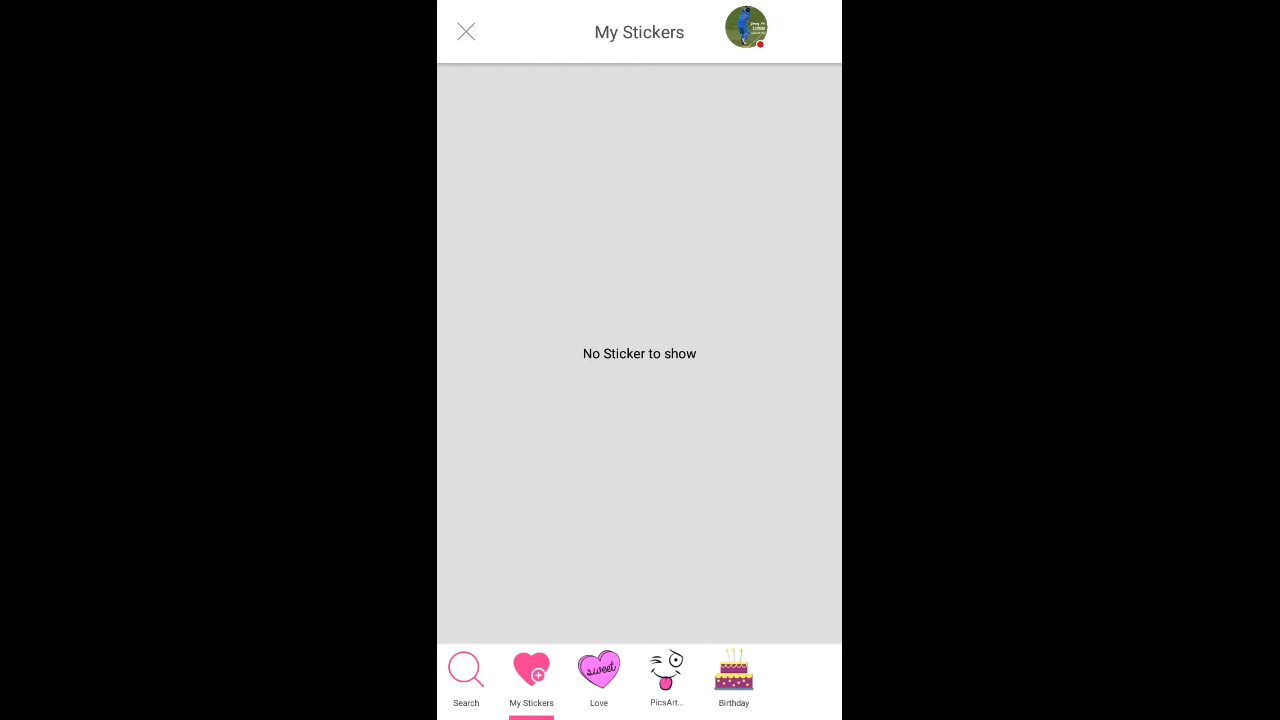 My Stickers
No Sticker to show
sweet
Search
My Stickers
Love
PicsArt...
Birthday